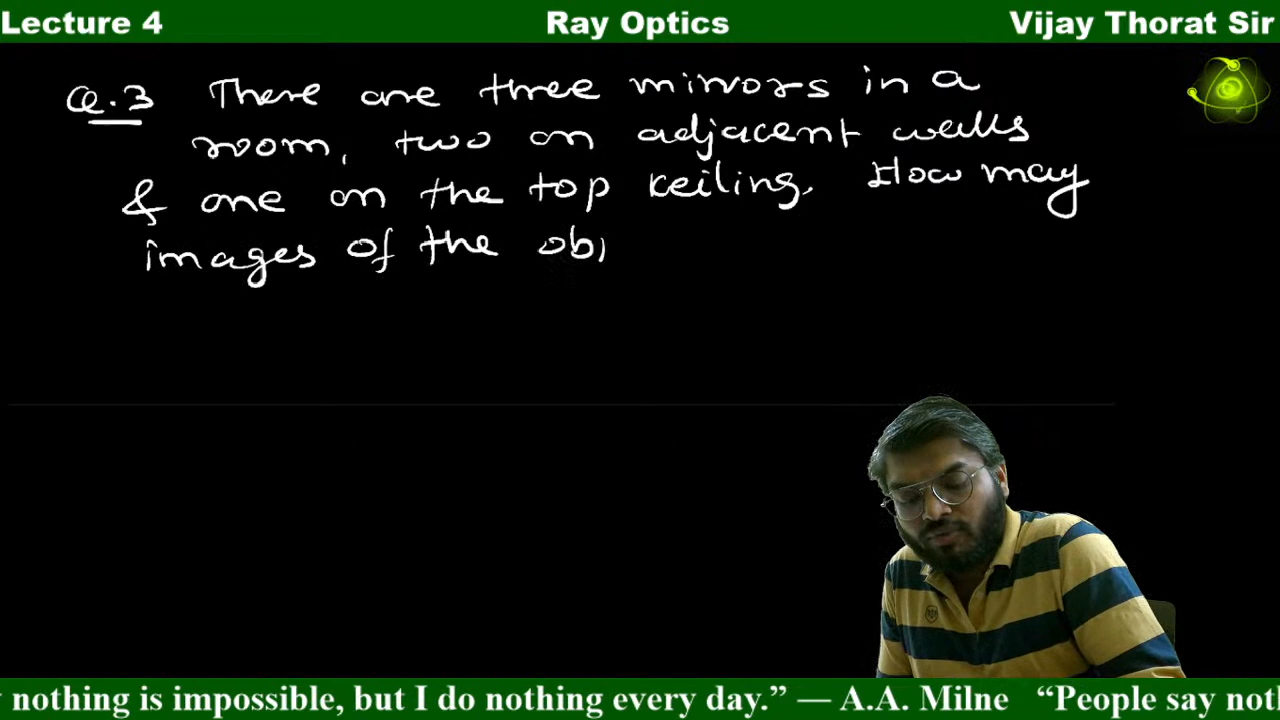 Lecture 4 Ray Optics Vijay Thorat Sir
Q.3 There are three mirrors in a
room, two on adjacent walls
& one on the top keiling. How may
images of the obj
nothing is impossible, but I do nothing every day.” — A.A. Milne “People say noth